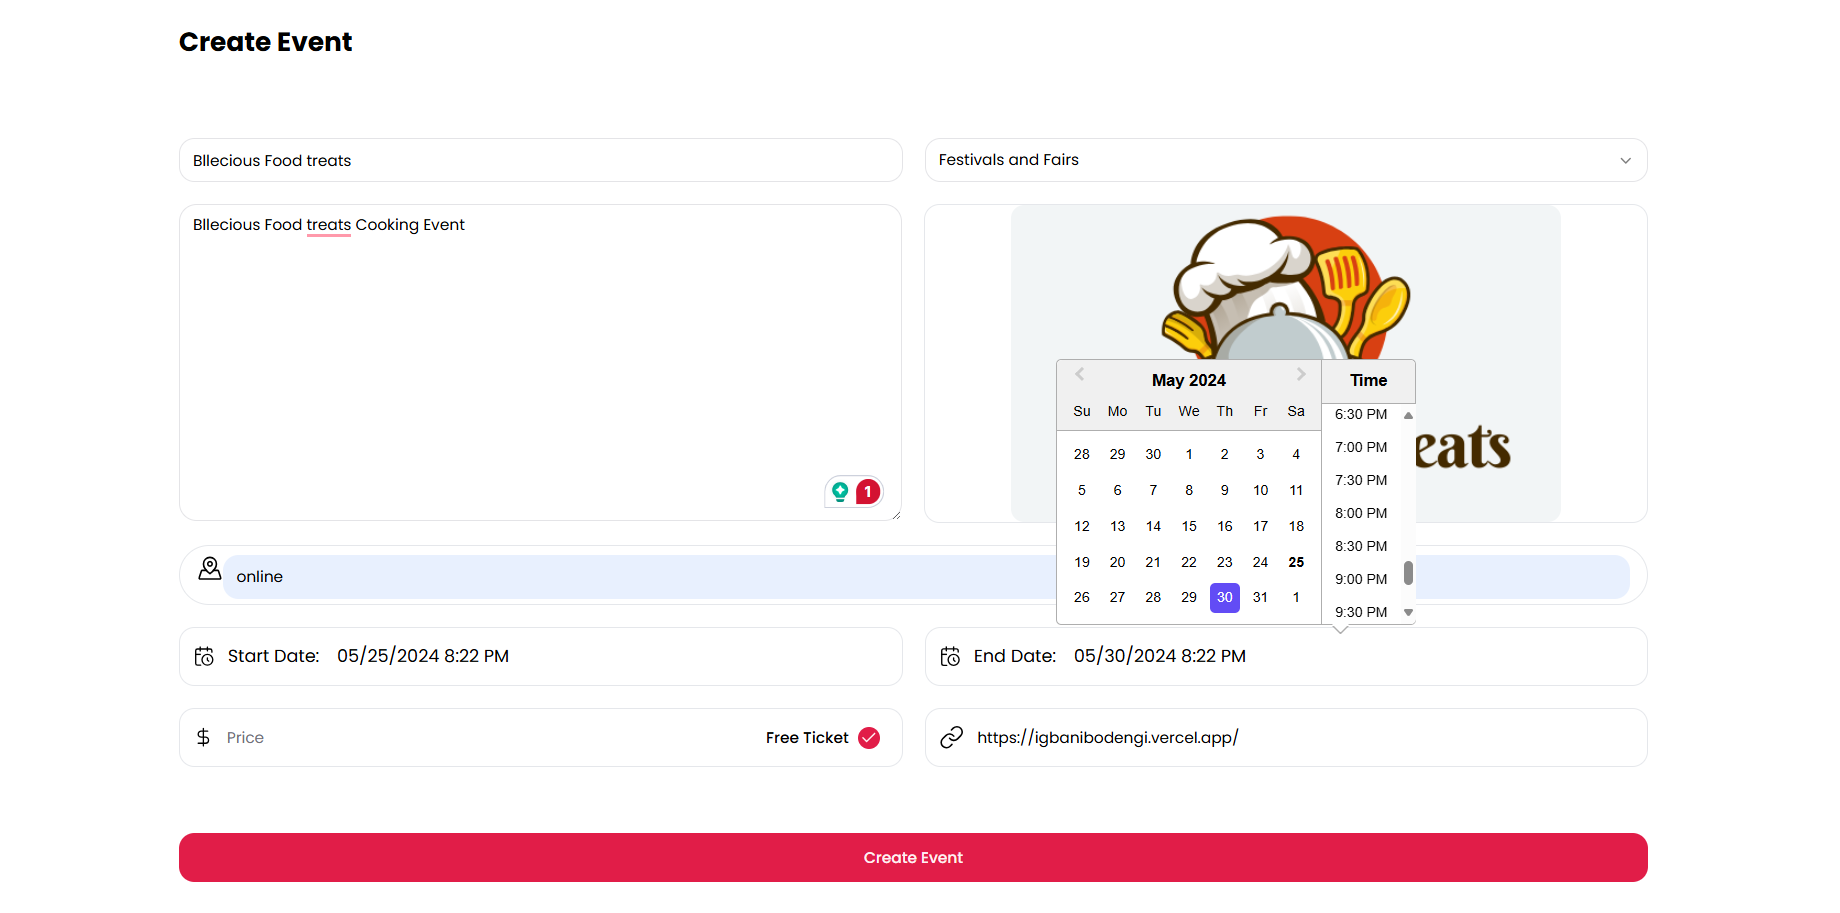 Create Event
Bllecious Food treats
Festivals and Fairs
Bllecious Food treats Cooking Event
1
eats
May 2024
Time
Su Mo Tu We Th Fr Sa
28 29 30 1 2 3 4
5 6 7 8 9 10 11
12 13 14 15 16 17 18
19 20 21 22 23 24 25
26 27 28 29 30 31 1
6:30 PM
7:00 PM
7:30 PM
8:00 PM
8:30 PM
9:00 PM
9:30 PM
online
Start Date: 05/25/2024 8:22 PM
End Date: 05/30/2024 8:22 PM
$ Price
Free Ticket
https://igbanibodengi.vercel.app/
Create Event